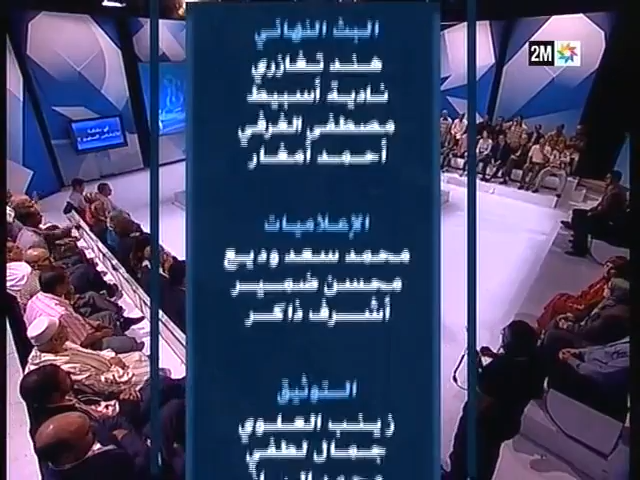 2M
البث النهائي
هند تغازري
نادية أسبيط
مصطفى الغرفي
أحمد أمغار
الإعلاميات
محمد سعد وديع
محسن ضمير
أشرف ذاكر
التوثيق
زينب العلوي
جمال لطفي